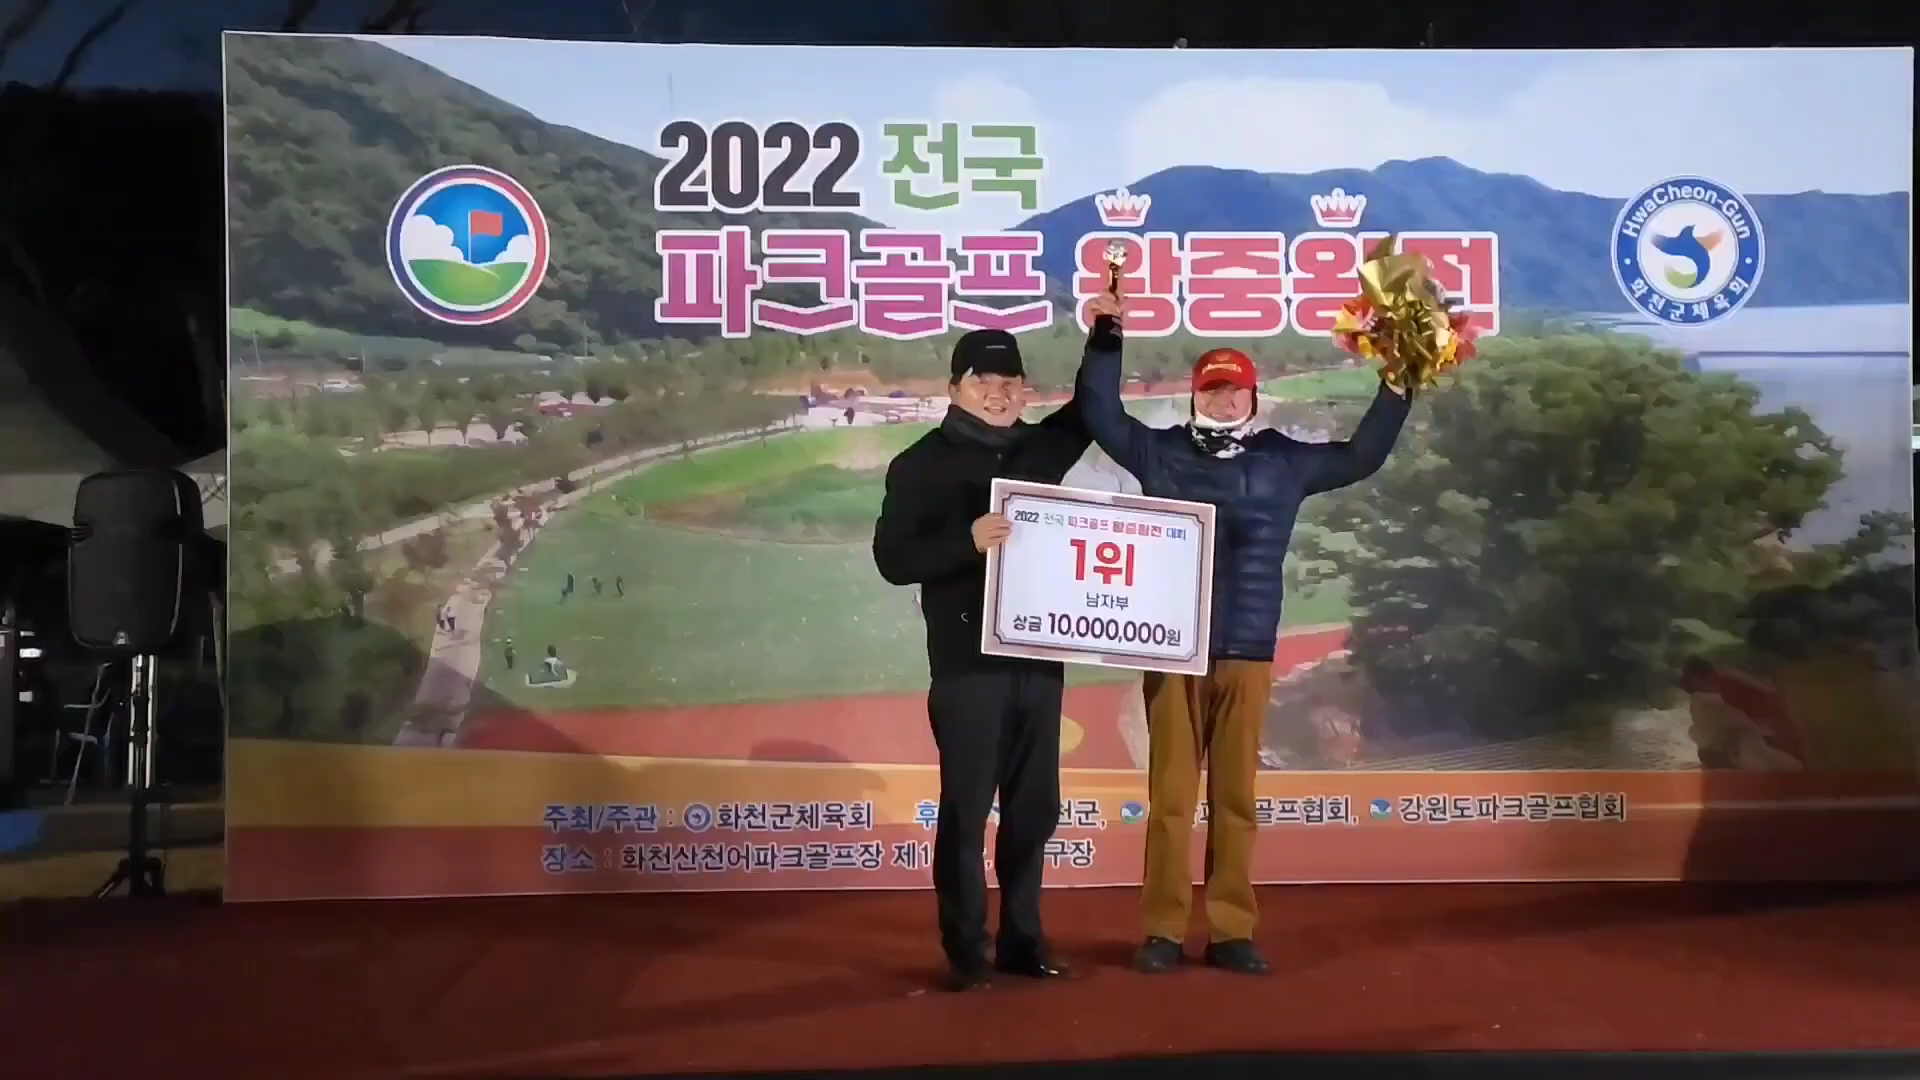 2022 전국
파크골프 왕중왕전
HwaCheon-Gun
화천군체육회
2022 전국 파크골프 왕중왕전 대회
1위
남자부
상금 10,000,000원
주최/주관 : 화천군체육회 천군, 골프협회, 강원도파크골프협회
장소 : 화천산천어파크골프장 제1 구장